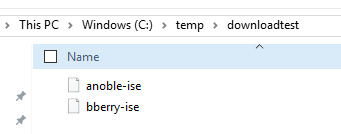 This PC > Windows (C:) > temp > downloadtest
Name
anoble-ise
bberry-ise